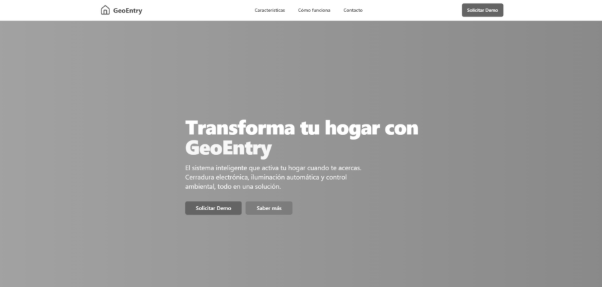 GeoEntry
Características
Cómo funciona
Contacto
Solicitar Demo
Transforma tu hogar con
GeoEntry
El sistema inteligente que activa tu hogar cuando te acercas.
Cerradura electrónica, iluminación automática y control
ambiental, todo en una solución.
Solicitar Demo
Saber más